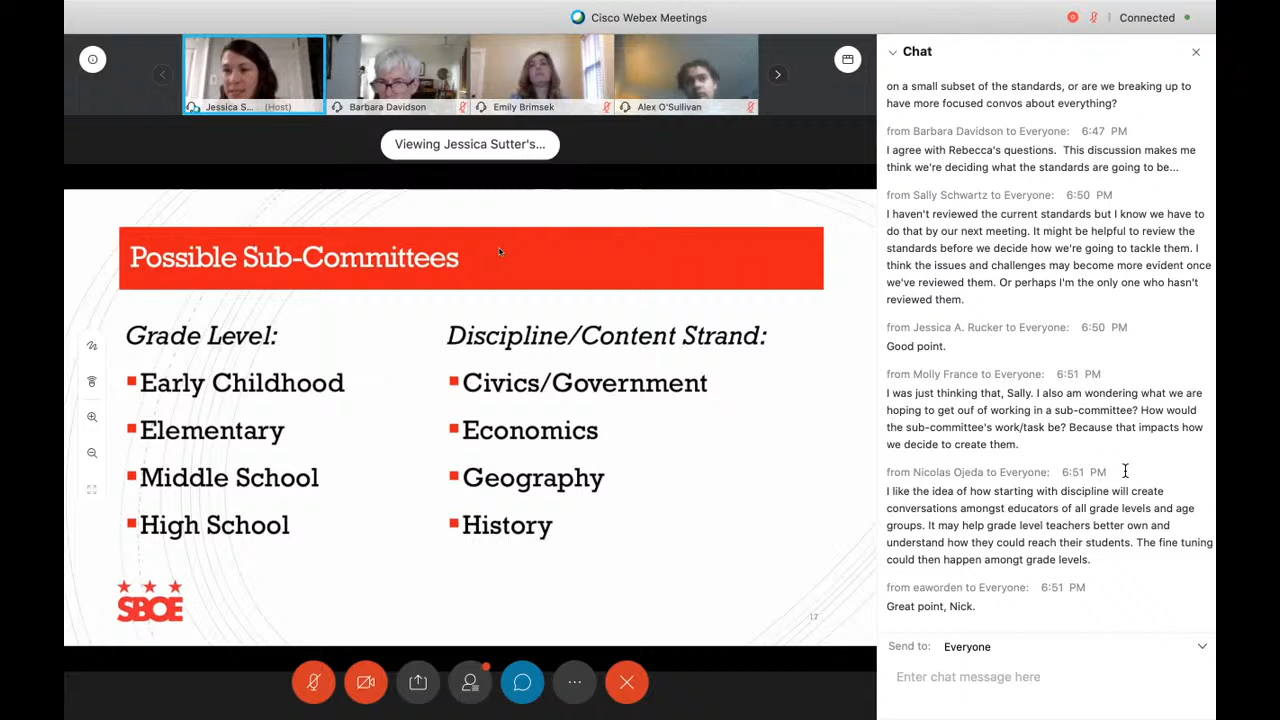 Cisco Webex Meetings
Connected
Jessica S... (Host)
Barbara Davidson
Emily Brimsek
Alex O'Sullivan
Viewing Jessica Sutter's...
Possible Sub-Committees
Grade Level:
Early Childhood
Elementary
Middle School
High School
Discipline/Content Strand:
Civics/Government
Economics
Geography
History
SBOE
17
Chat
on a small subset of the standards, or are we breaking up to
have more focused convos about everything?
from Barbara Davidson to Everyone: 6:47 PM
I agree with Rebecca's questions. This discussion makes me
think we're deciding what the standards are going to be...
from Sally Schwartz to Everyone: 6:50 PM
I haven't reviewed the current standards but I know we have to
do that by our next meeting. It might be helpful to review the
standards before we decide how we're going to tackle them. I
think the issues and challenges may become more evident once
we've reviewed them. Or perhaps I'm the only one who hasn't
reviewed them.
from Jessica A. Rucker to Everyone: 6:50 PM
Good point.
from Molly France to Everyone: 6:51 PM
I was just thinking that, Sally. I also am wondering what we are
hoping to get ouf of working in a sub-committee? How would
the sub-committee's work/task be? Because that impacts how
we decide to create them.
from Nicolas Ojeda to Everyone: 6:51 PM
I like the idea of how starting with discipline will create
conversations amongst educators of all grade levels and age
groups. It may help grade level teachers better own and
understand how they could reach their students. The fine tuning
could then happen amongt grade levels.
from eaworden to Everyone: 6:51 PM
Great point, Nick.
Send to: Everyone
Enter chat message here